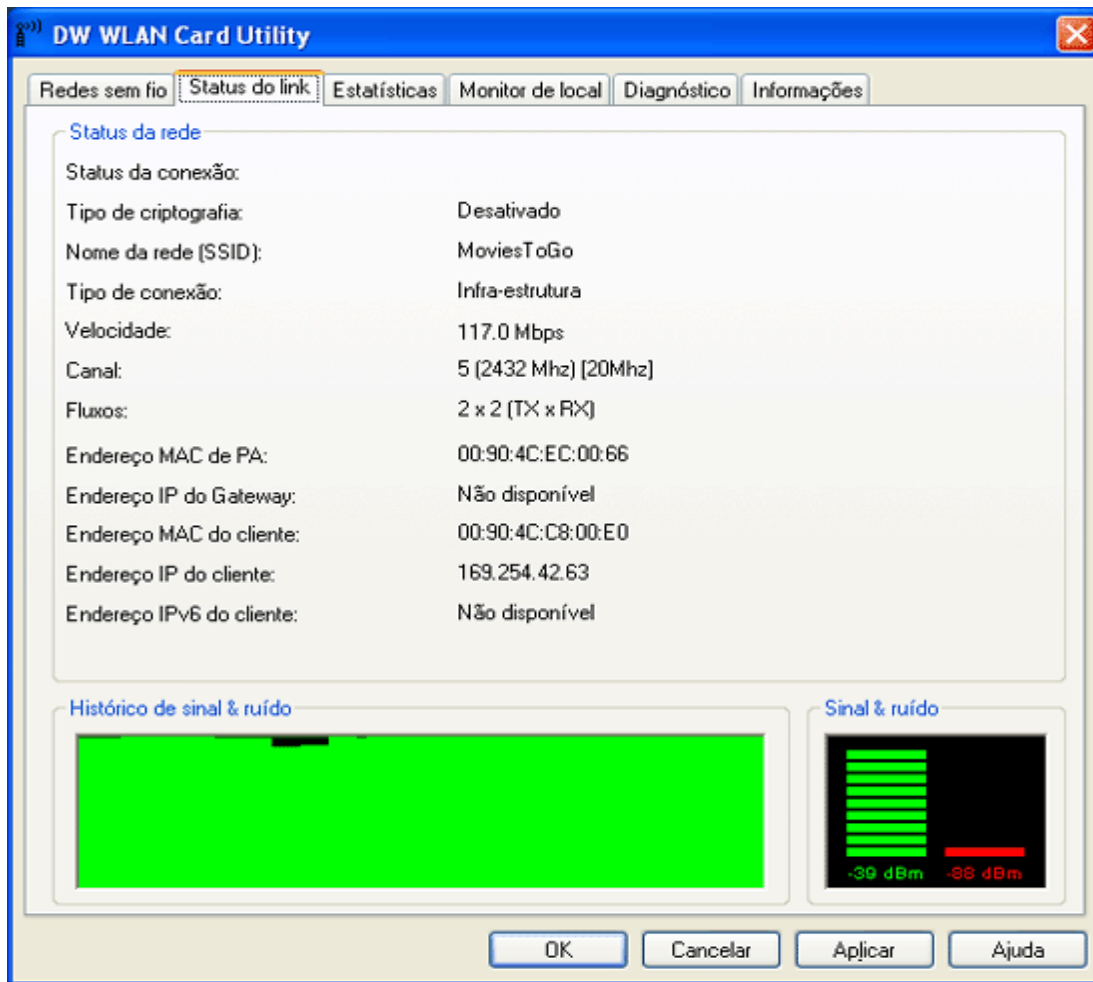 DW WLAN Card Utility
Redes sem fio Status do link Estatísticas Monitor de local Diagnóstico Informações
Status da rede
Status da conexão:
Tipo de criptografia: Desativado
Nome da rede (SSID): MoviesToGo
Tipo de conexão: Infra-estrutura
Velocidade: 117.0 Mbps
Canal: 5 (2432 Mhz) [20Mhz]
Fluxos: 2 x 2 (TX x RX)
Endereço MAC de PA: 00:90:4C:EC:00:66
Endereço IP do Gateway: Não disponível
Endereço MAC do cliente: 00:90:4C:C8:00:E0
Endereço IP do cliente: 169.254.42.63
Endereço IPv6 do cliente: Não disponível
Histórico de sinal & ruído Sinal & ruído
-39 dBm -88 dBm
OK Cancelar Aplicar Ajuda